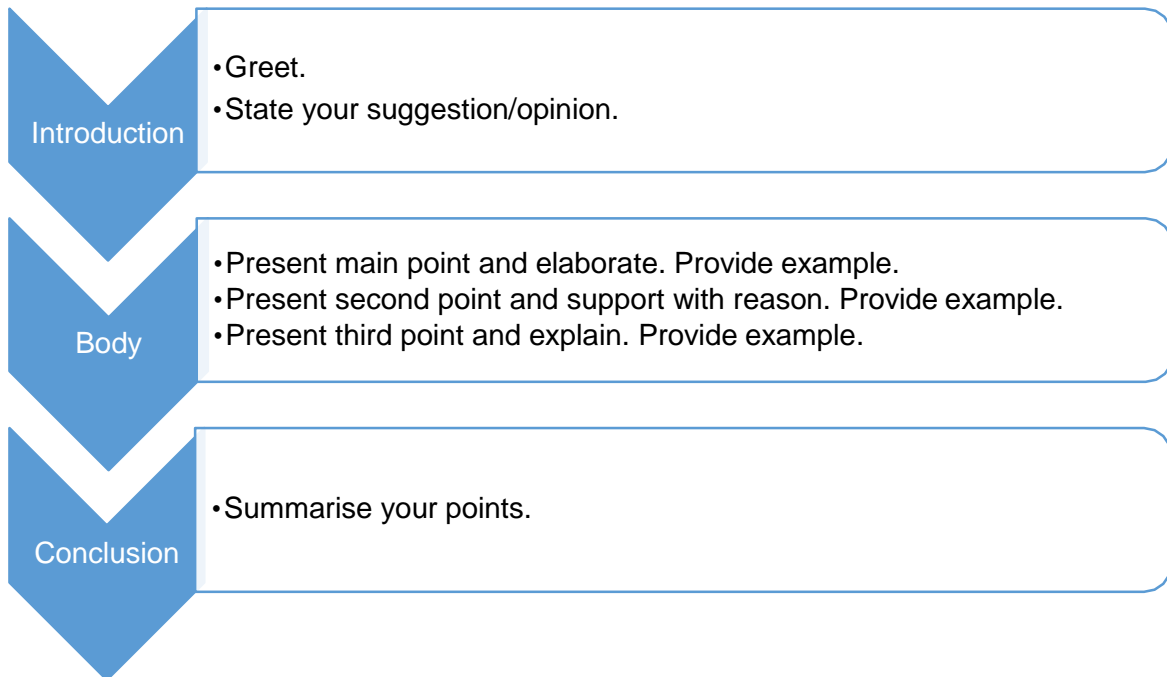 Introduction
•Greet.
•State your suggestion/opinion.
Body
•Present main point and elaborate. Provide example.
•Present second point and support with reason. Provide example.
•Present third point and explain. Provide example.
Conclusion
•Summarise your points.